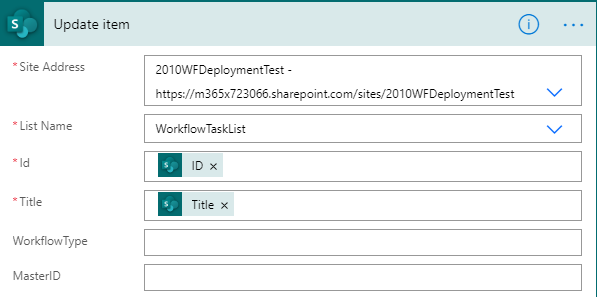 Update item
* Site Address
2010WFDeploymentTest -
https://m365x723066.sharepoint.com/sites/2010WFDeploymentTest
* List Name
WorkflowTaskList
* Id
ID ×
* Title
Title ×
WorkflowType
MasterID